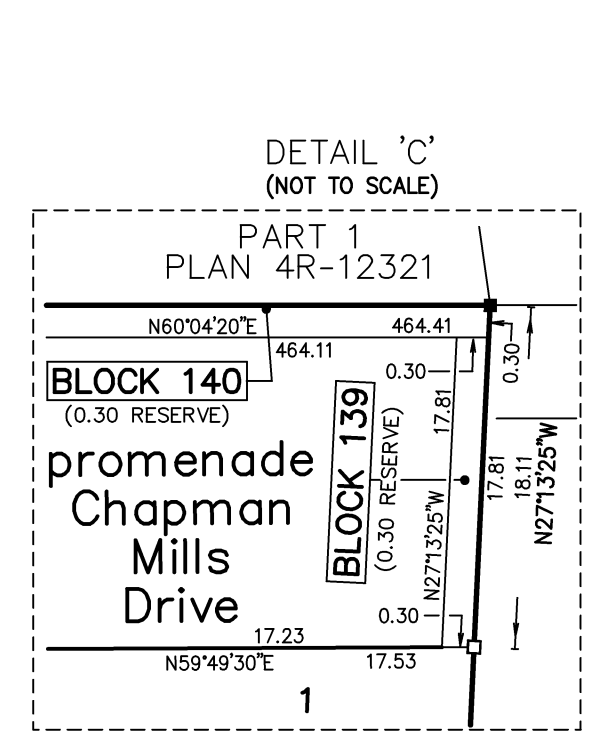 DETAIL 'C'
(NOT TO SCALE)
PART 1
PLAN 4R-12321
N60°04'20"E
464.41
464.11
0.30
0.30
BLOCK 140
(0.30 RESERVE)
17.81
BLOCK 139
(0.30 RESERVE)
promenade
Chapman
Mills
Drive
N27°13'25"W
17.81
18.11
N27°13'25"W
0.30
17.23
N59°49'30"E
17.53
1